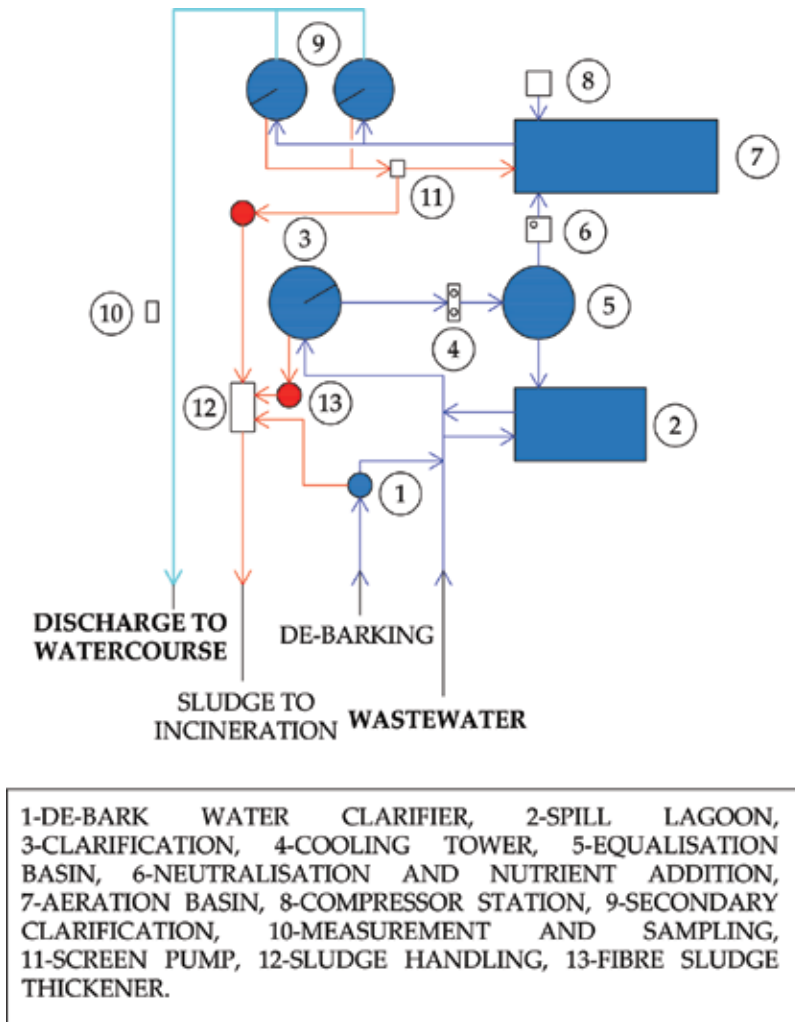 9
8
7
11
6
3
10
5
4
12
13
2
1
DISCHARGE TO
WATERCOURSE
DE-BARKING
SLUDGE TO
INCINERATION
WASTEWATER
1-DE-BARK WATER CLARIFIER, 2-SPILL LAGOON,
3-CLARIFICATION, 4-COOLING TOWER, 5-EQUALISATION
BASIN, 6-NEUTRALISATION AND NUTRIENT ADDITION,
7-AERATION BASIN, 8-COMPRESSOR STATION, 9-SECONDARY
CLARIFICATION, 10-MEASUREMENT AND SAMPLING,
11-SCREEN PUMP, 12-SLUDGE HANDLING, 13-FIBRE SLUDGE
THICKENER.